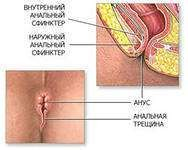 ВНУТРЕННИЙ
АНАЛЬНЫЙ
СФИНКТЕР
НАРУЖНЫЙ
АНАЛЬНЫЙ
СФИНКТЕР
АНУС
АНАЛЬНАЯ
ТРЕЩИНА